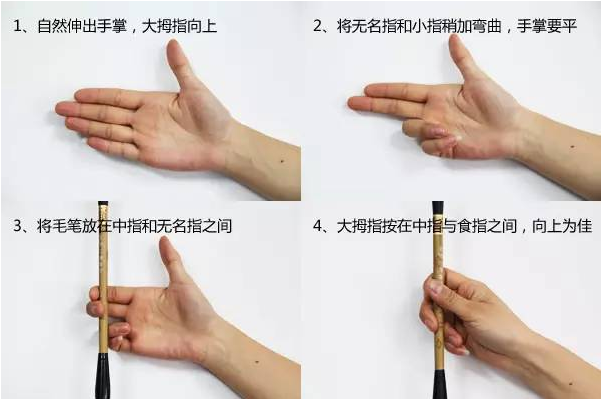 1、自然伸出手掌，大拇指向上
2、将无名指和小指稍加弯曲，手掌要平
3、将毛笔放在中指和无名指之间
4、大拇指按在中指与食指之间，向上为佳